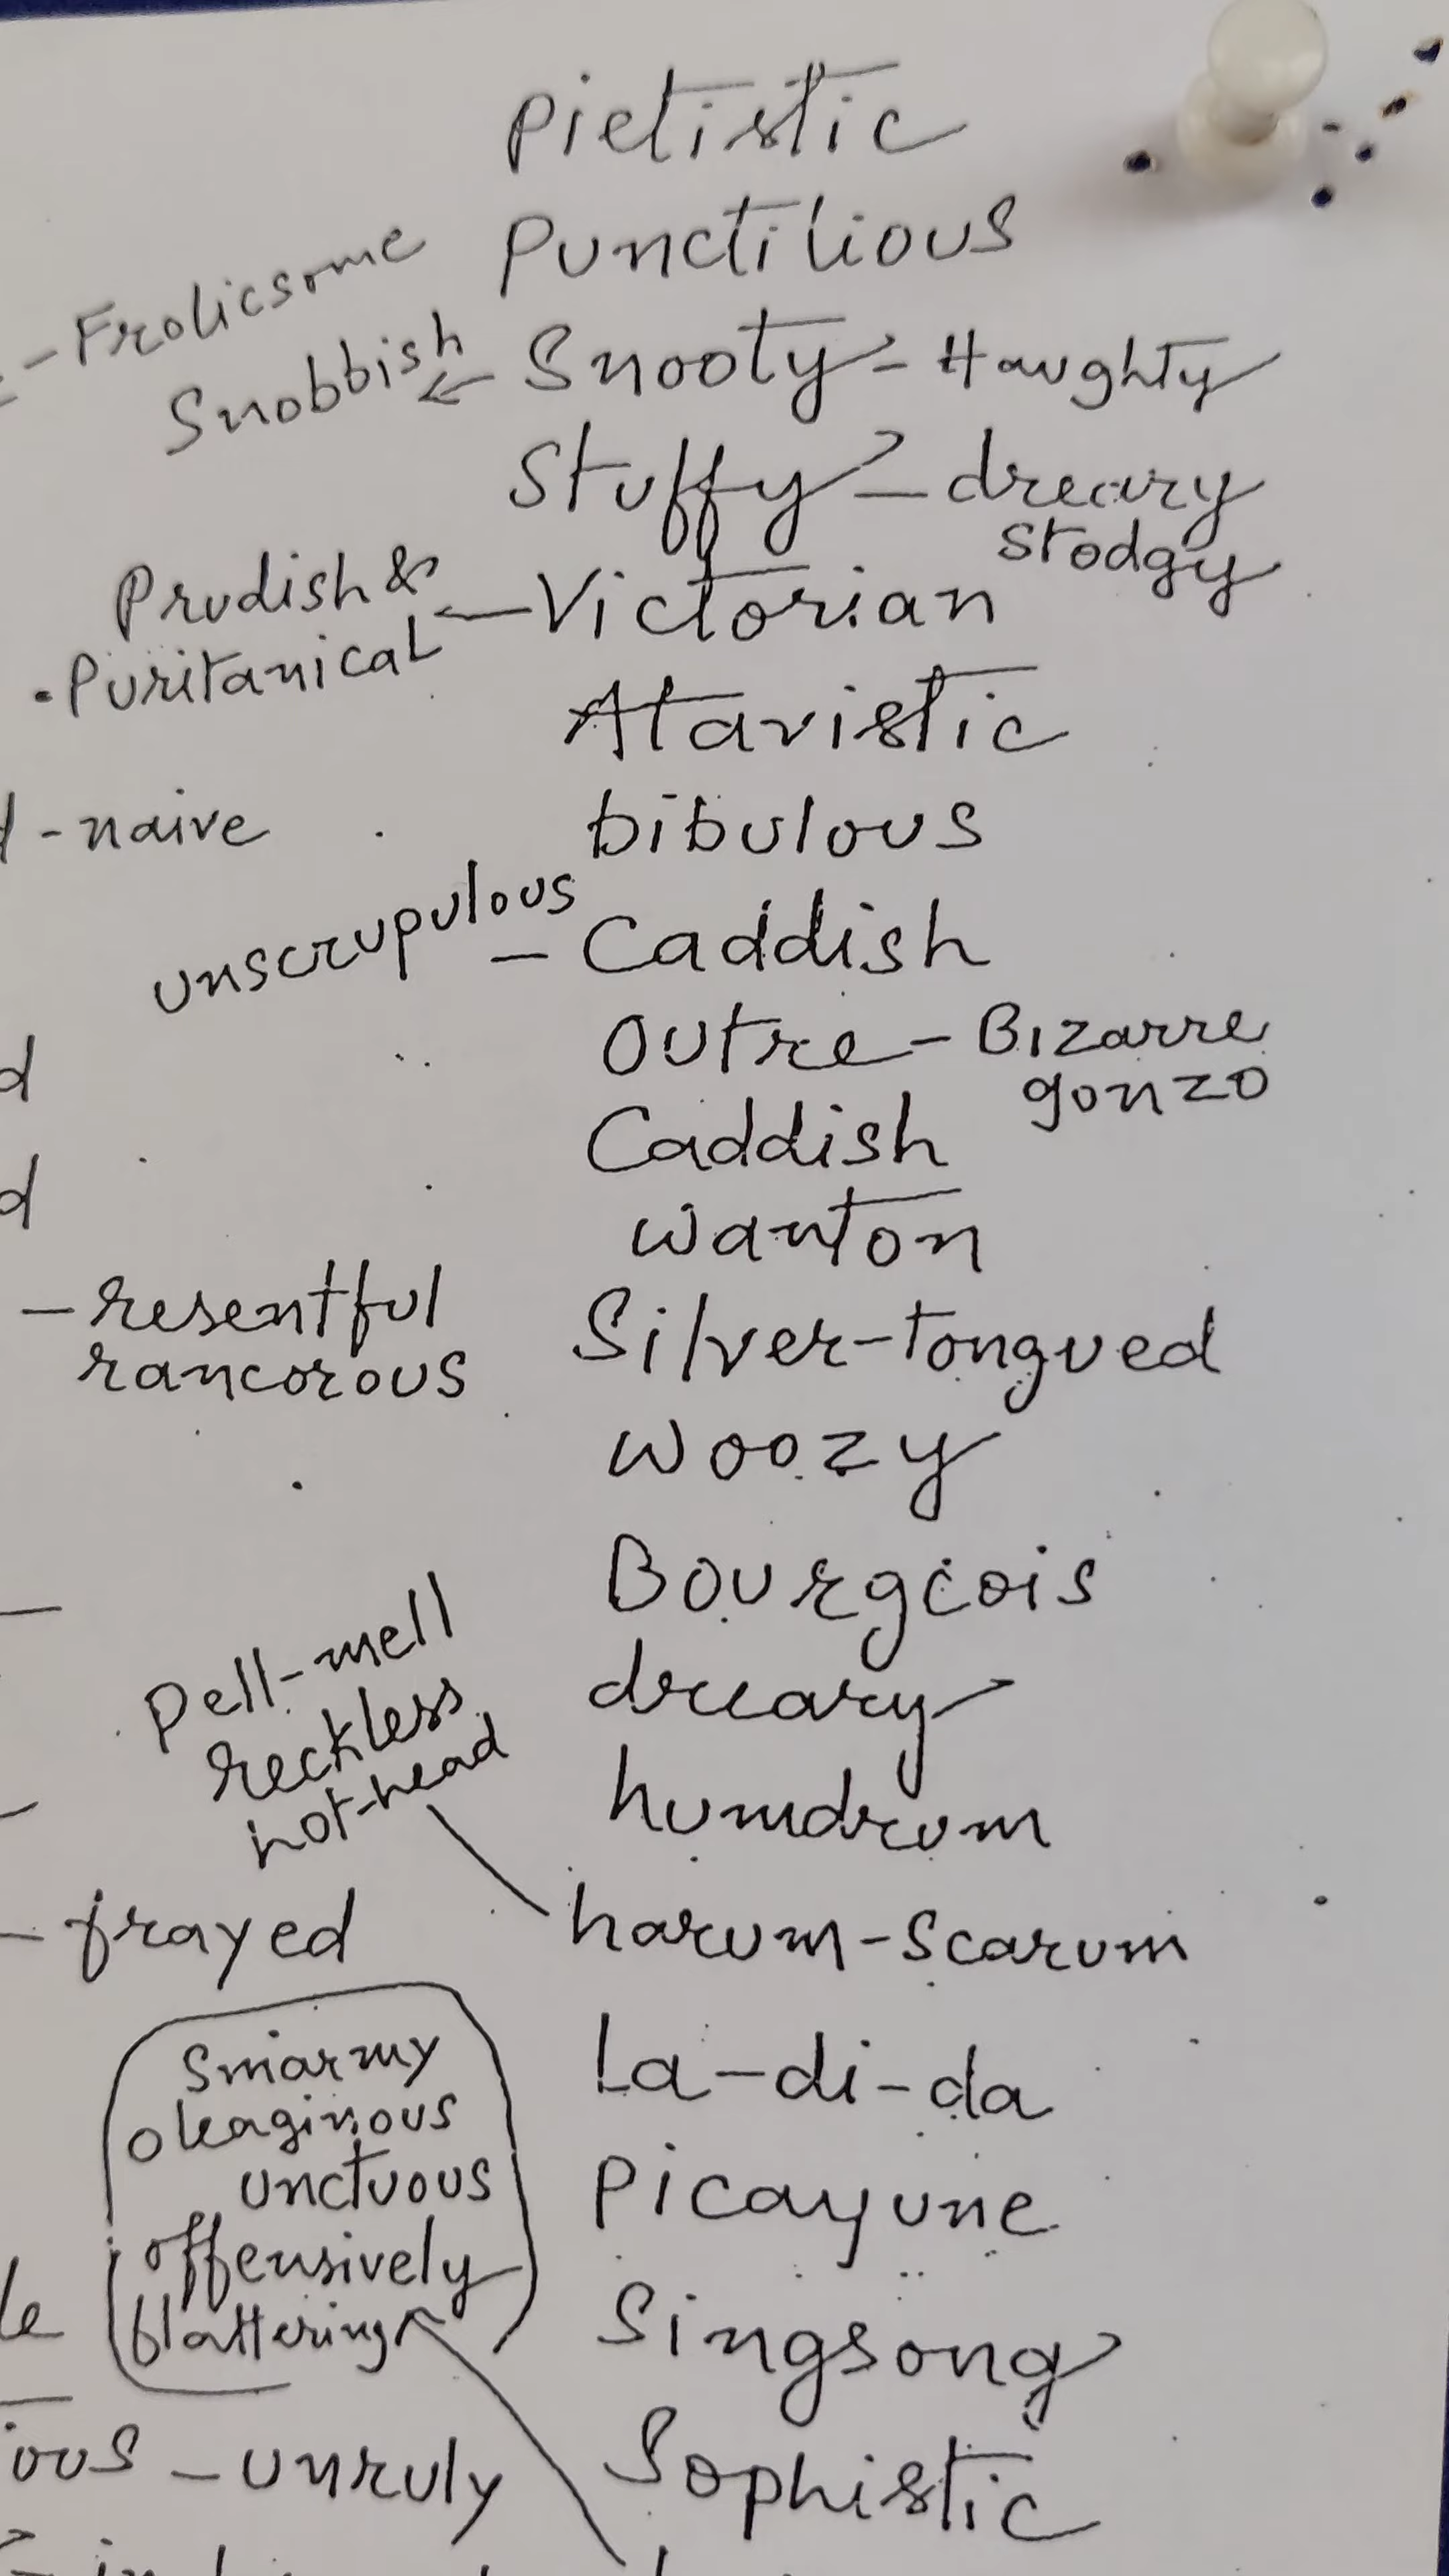 Pietistic
Punctilious
-Frolicsome
Snobbish ← Snooty - Haughty
Stuffy - dreary
stodgy
Prudish &
Puritanical ← Victorian
Atavistic
- naive
bibulous
unscrupulous - Caddish
Outre - Bizarre
gonzo
Caddish
wanton
- resentful
rancorous
Silver-tongued
woozy
Bourgeois
dreary
humdrum
Pell-mell
reckless
hot-head
harum-scarum
- frayed
La-di-da
Smarmy
oleaginous
unctuous
offensively
flattering
Picayune
Singsong
Sophistic
- unruly